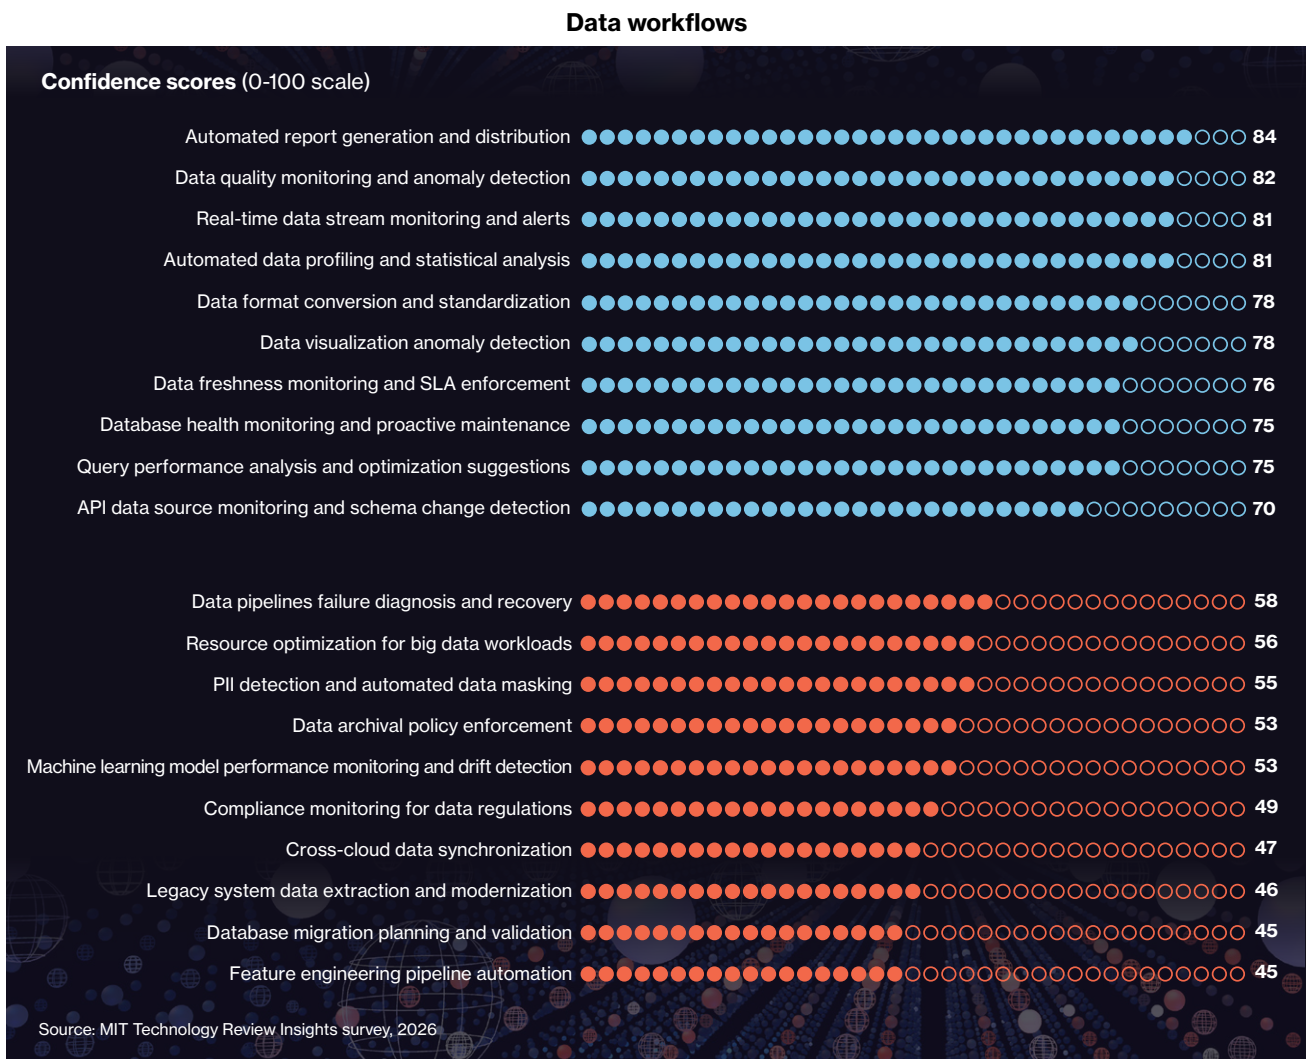 Data workflows
Confidence scores (0-100 scale)
Automated report generation and distribution 84
Data quality monitoring and anomaly detection 82
Real-time data stream monitoring and alerts 81
Automated data profiling and statistical analysis 81
Data format conversion and standardization 78
Data visualization anomaly detection 78
Data freshness monitoring and SLA enforcement 76
Database health monitoring and proactive maintenance 75
Query performance analysis and optimization suggestions 75
API data source monitoring and schema change detection 70
Data pipelines failure diagnosis and recovery 58
Resource optimization for big data workloads 56
PII detection and automated data masking 55
Data archival policy enforcement 53
Machine learning model performance monitoring and drift detection 53
Compliance monitoring for data regulations 49
Cross-cloud data synchronization 47
Legacy system data extraction and modernization 46
Database migration planning and validation 45
Feature engineering pipeline automation 45
Source: MIT Technology Review Insights survey, 2026